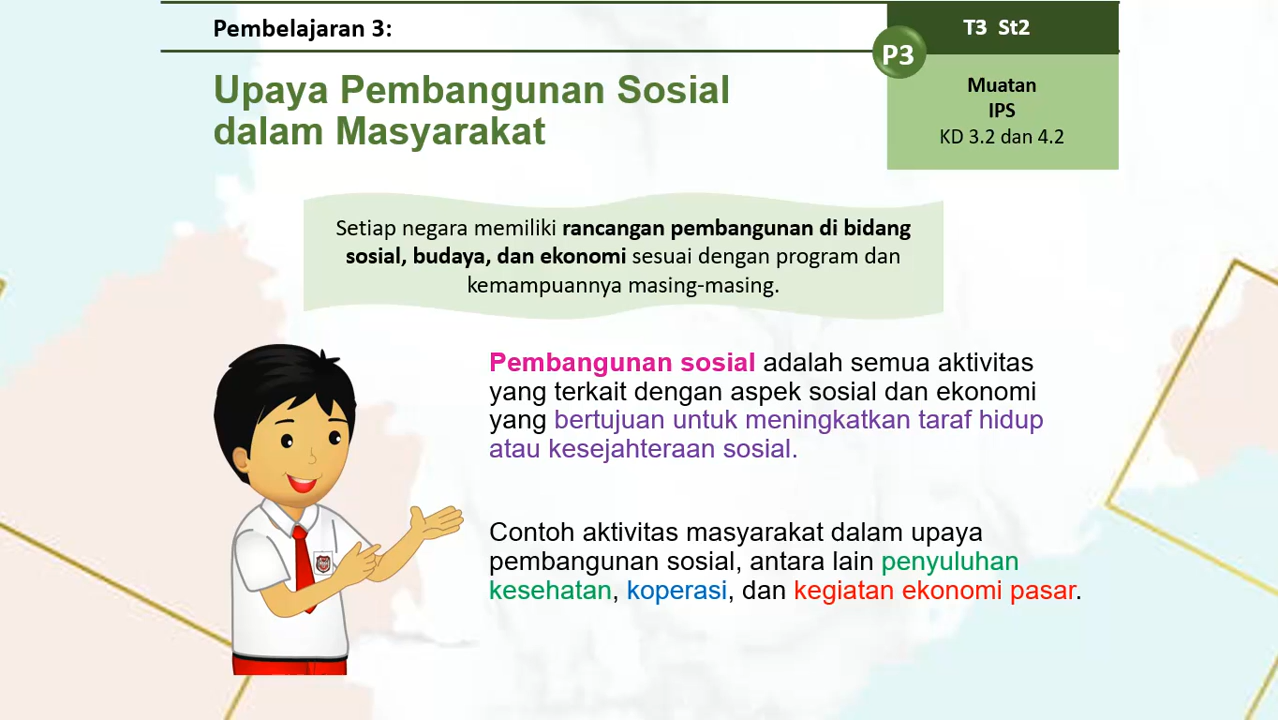 Pembelajaran 3:
T3 St2
P3
Muatan
IPS
KD 3.2 dan 4.2
Upaya Pembangunan Sosial
dalam Masyarakat
Setiap negara memiliki rancangan pembangunan di bidang
sosial, budaya, dan ekonomi sesuai dengan program dan
kemampuannya masing-masing.
Pembangunan sosial adalah semua aktivitas
yang terkait dengan aspek sosial dan ekonomi
yang bertujuan untuk meningkatkan taraf hidup
atau kesejahteraan sosial.
Contoh aktivitas masyarakat dalam upaya
pembangunan sosial, antara lain penyuluhan
kesehatan, koperasi, dan kegiatan ekonomi pasar.